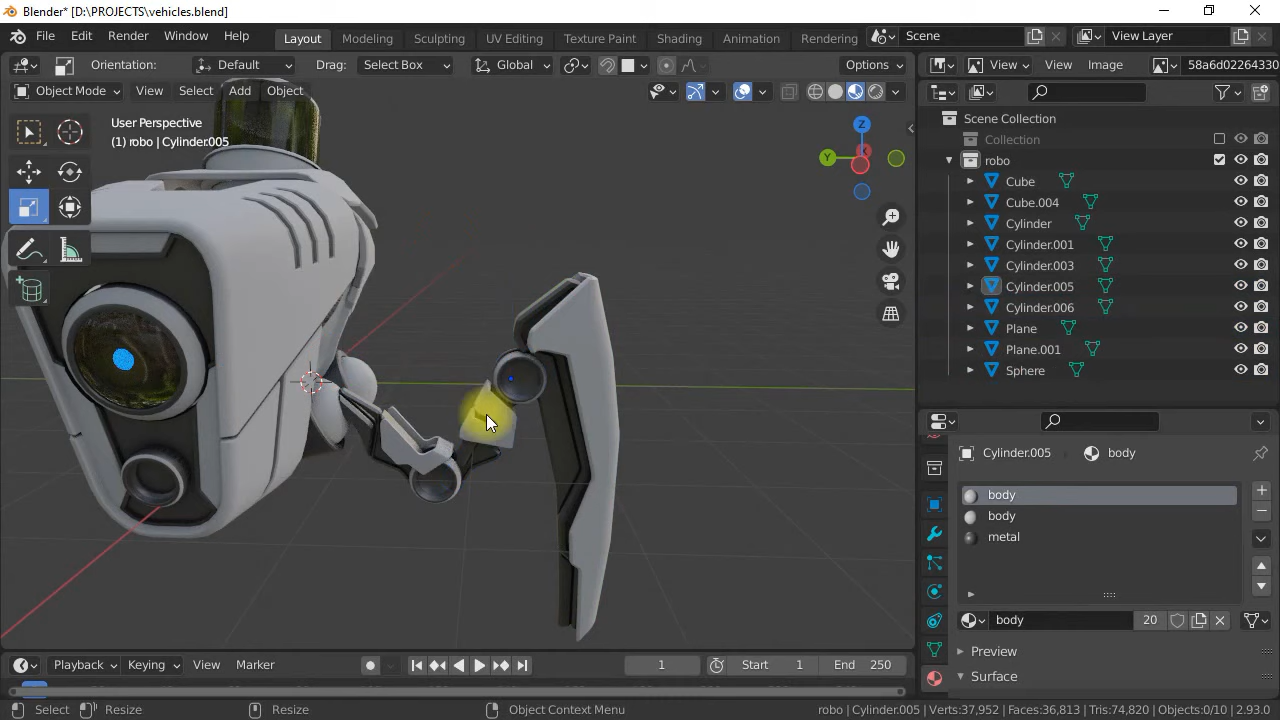 Blender* [D:\PROJECTS\vehicles.blend]
File Edit Render Window Help Layout Modeling Sculpting UV Editing Texture Paint Shading Animation Rendering Scene View Layer
Orientation: Default Drag: Select Box Global Options View View Image 58a6d02264330
Object Mode View Select Add Object
User Perspective
(1) robo | Cylinder.005
Z
Y
X
Scene Collection
Collection
robo
Cube
Cube.004
Cylinder
Cylinder.001
Cylinder.003
Cylinder.005
Cylinder.006
Plane
Plane.001
Sphere
Cylinder.005 body
body
body
metal
body 20
Preview
Surface
Playback Keying View Marker 1 Start 1 End 250
Select Resize Resize Object Context Menu robo | Cylinder.005 | Verts:37,952 | Faces:36,813 | Tris:74,820 | Objects:0/10 | 2.93.0